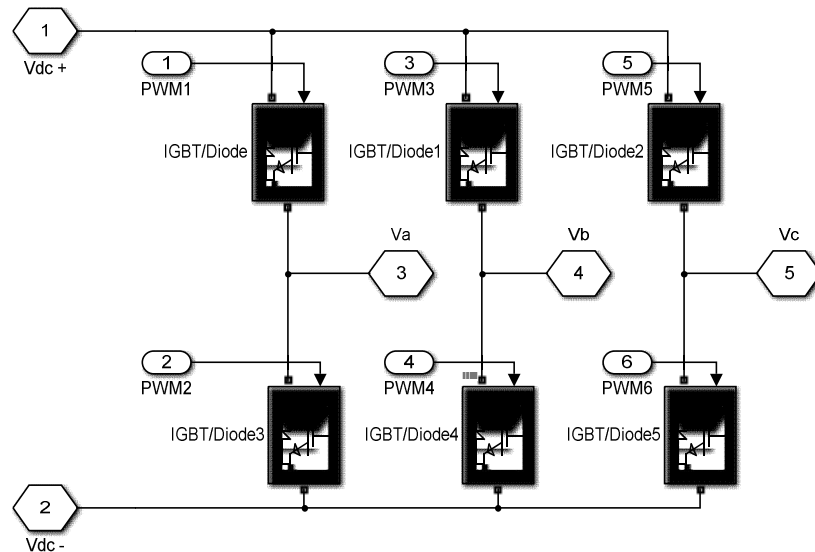 1
Vdc +
1
PWM1
3
PWM3
5
PWM5
IGBT/Diode
IGBT/Diode1
IGBT/Diode2
Va
3
Vb
4
Vc
5
2
PWM2
4
PWM4
6
PWM6
IGBT/Diode3
IGBT/Diode4
IGBT/Diode5
2
Vdc -